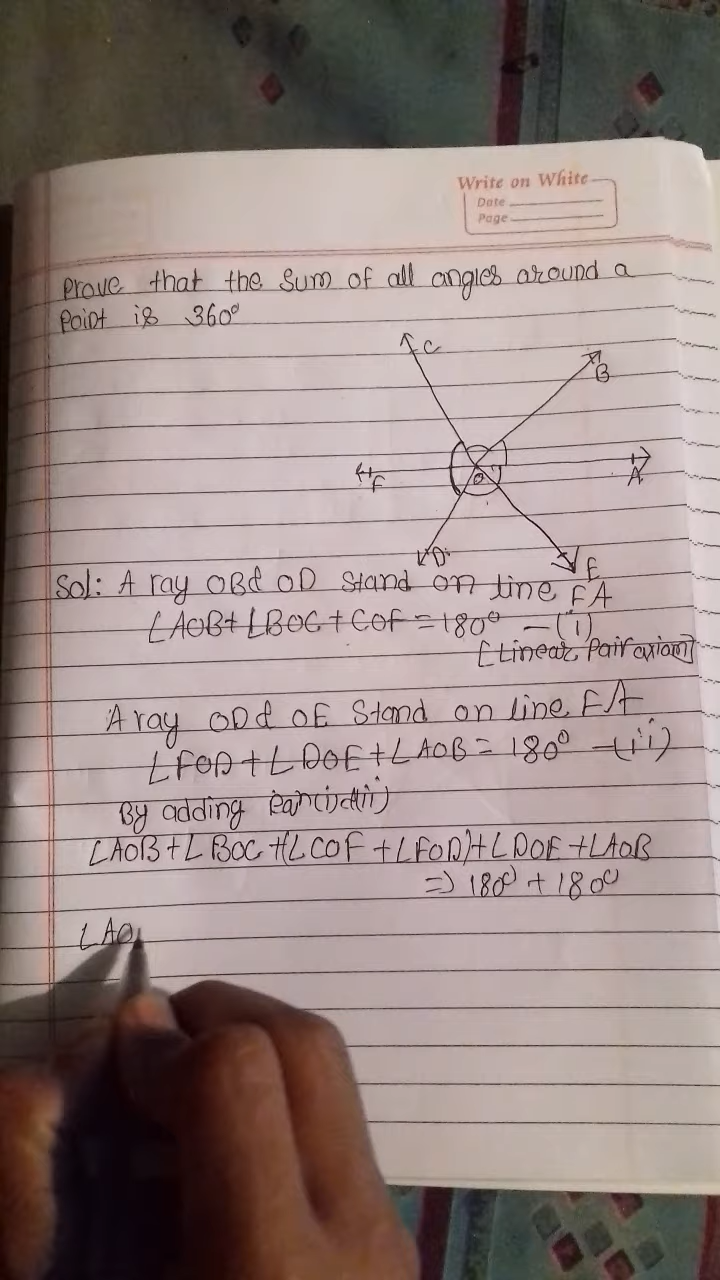 Write on White
Date
Page
Prove that the Sum of all angles around a
Point is 360°
C
B
F
O
A
D
E
Sol: A ray OB & OD Stand on line FA
∠AOB+ ∠BOC + COF = 180° - (i)
[Linear Pair axiom]
A ray OD & OE Stand on line FA
∠FOD + ∠DOE + ∠AOB = 180° - (ii)
By adding (i) & (ii)
∠AOB + ∠BOC + (∠COF + ∠FOD) + ∠DOE + ∠AOB
=> 180° + 180°
∠AO